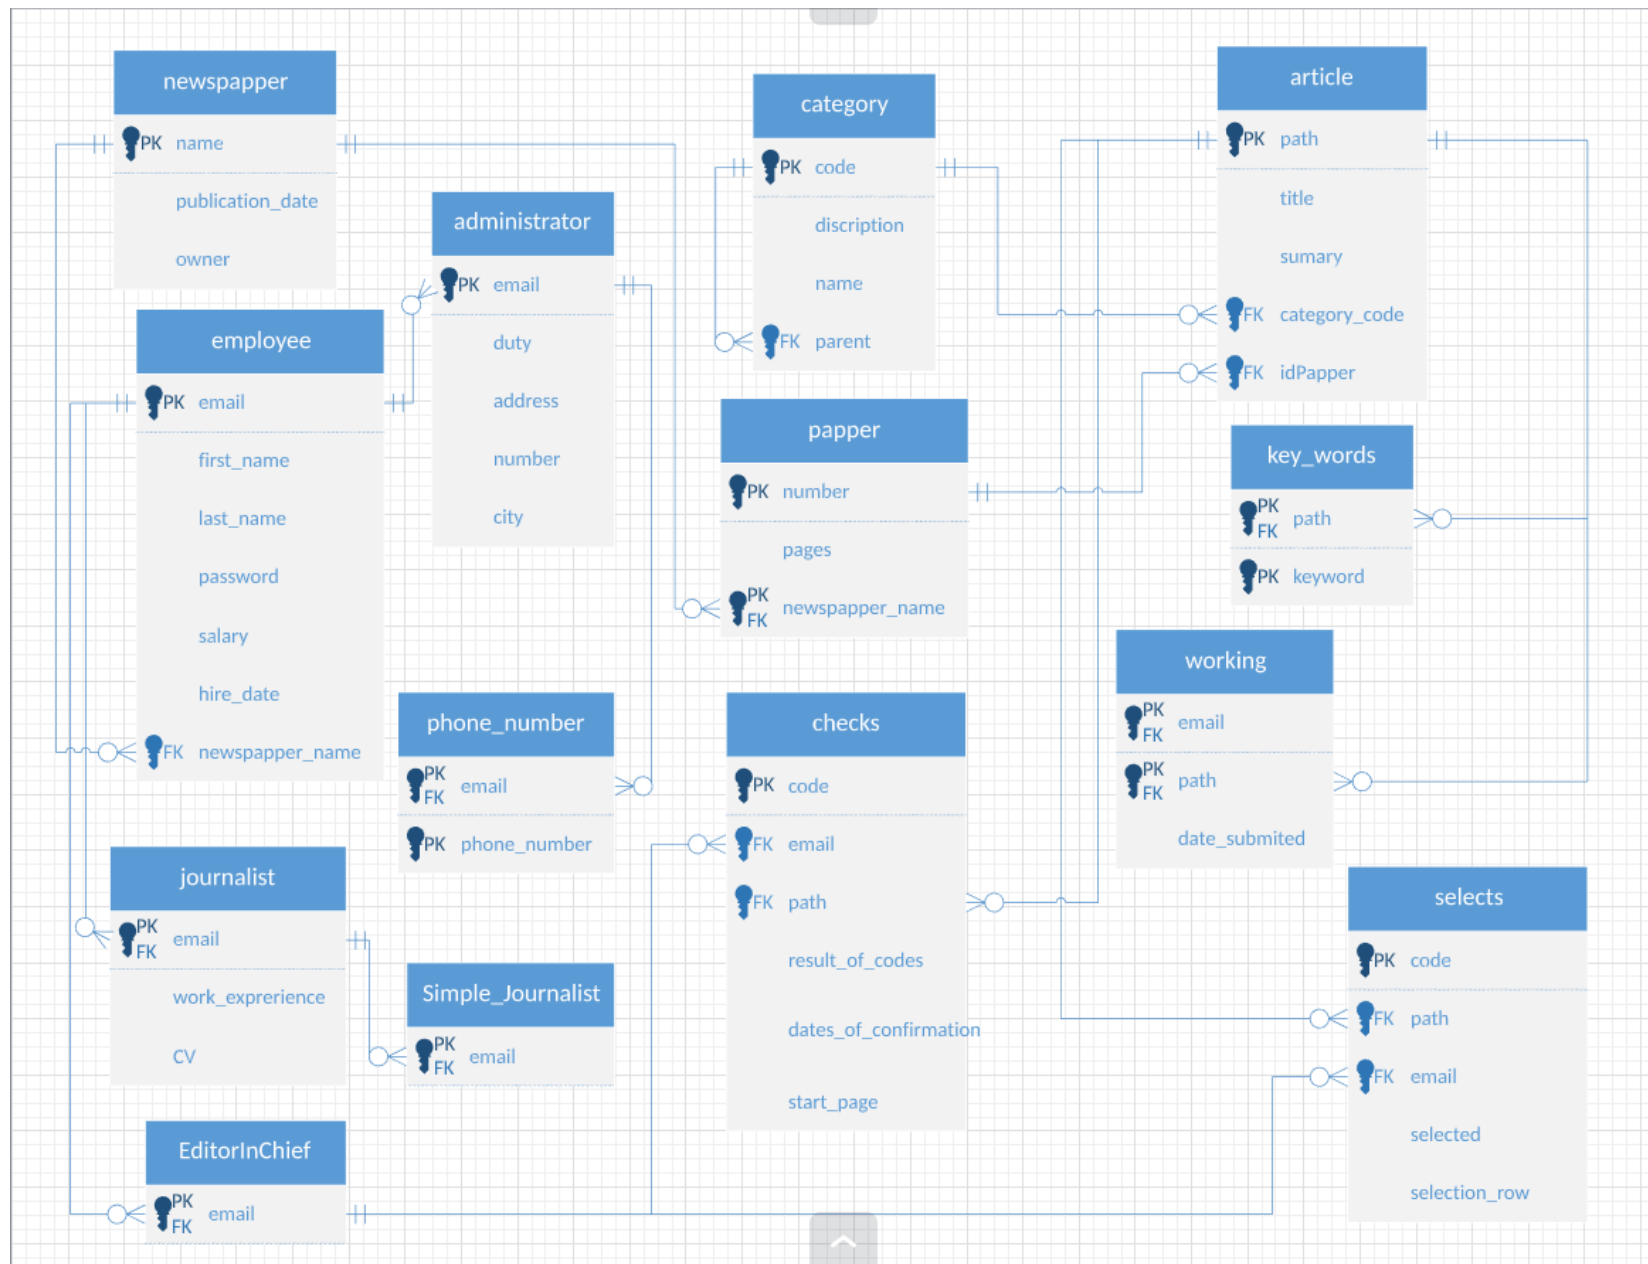 newspapper
PK name
publication_date
owner
administrator
PK email
duty
address
number
city
employee
PK email
first_name
last_name
password
salary
hire_date
FK newspapper_name
category
PK code
discription
name
FK parent
article
PK path
title
sumary
FK category_code
FK idPapper
papper
PK number
pages
PK
FK newspapper_name
key_words
PK
FK path
PK keyword
working
PK
FK email
PK
FK path
date_submited
phone_number
PK
FK email
PK phone_number
checks
PK code
FK email
FK path
result_of_codes
dates_of_confirmation
start_page
journalist
PK
FK email
work_exprerience
CV
Simple_Journalist
PK
FK email
selects
PK code
FK path
FK email
selected
selection_row
EditorInChief
PK
FK email